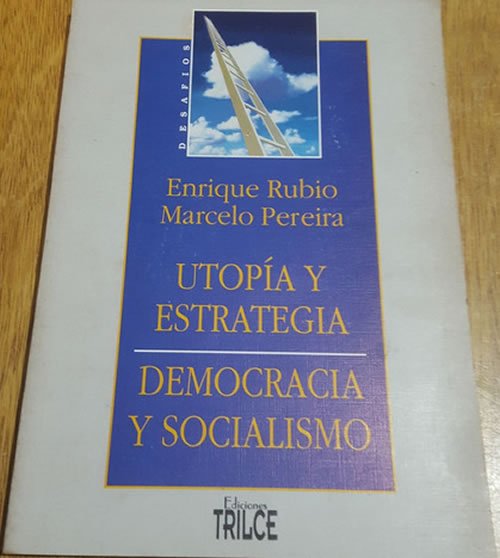 DESAFIOS
Enrique Rubio
Marcelo Pereira
UTOPÍA Y
ESTRATEGIA
DEMOCRACIA
Y SOCIALISMO
Ediciones
TRILCE